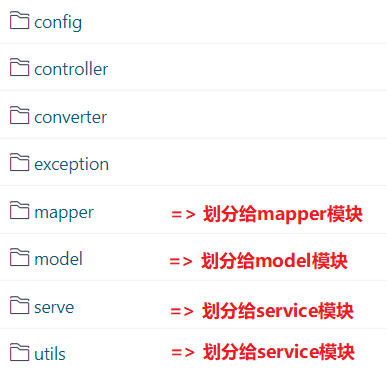 config
controller
converter
exception
mapper => 划分给mapper模块
model => 划分给model模块
serve => 划分给service模块
utils => 划分给service模块